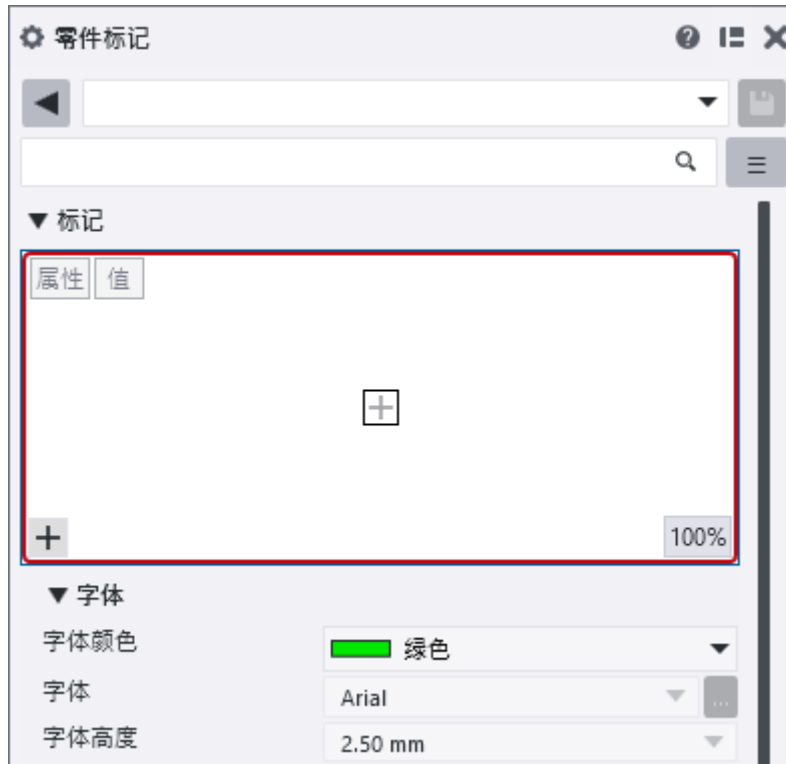 零件标记
标记
属性 值
100%
字体
字体颜色 绿色
字体 Arial ...
字体高度 2.50 mm